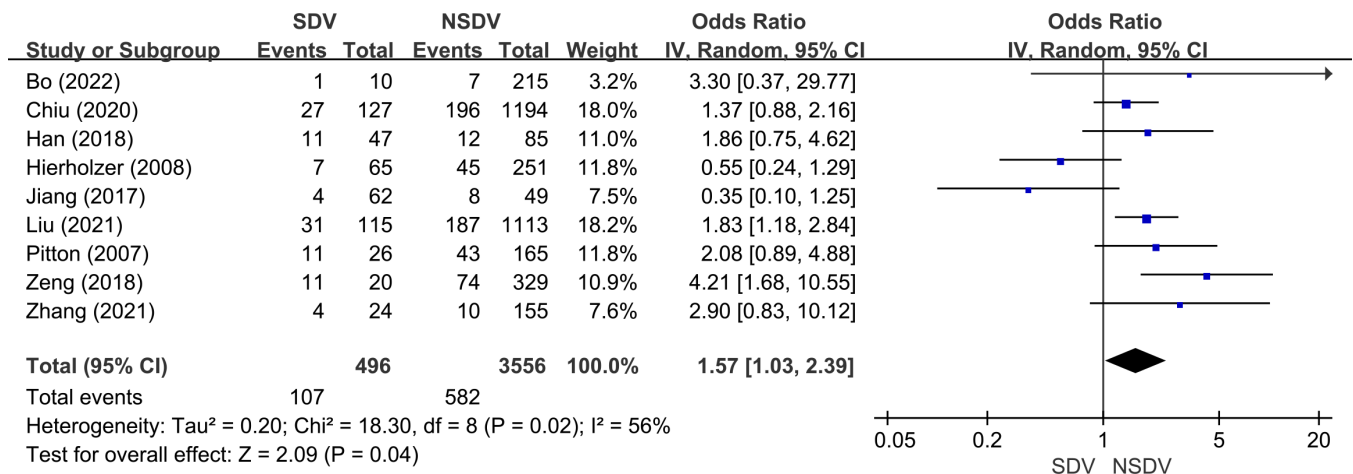 SDV NSDV Odds Ratio Odds Ratio
Study or Subgroup Events Total Events Total Weight IV, Random, 95% CI IV, Random, 95% CI
Bo (2022) 1 10 7 215 3.2% 3.30 [0.37, 29.77]
Chiu (2020) 27 127 196 1194 18.0% 1.37 [0.88, 2.16]
Han (2018) 11 47 12 85 11.0% 1.86 [0.75, 4.62]
Hierholzer (2008) 7 65 45 251 11.8% 0.55 [0.24, 1.29]
Jiang (2017) 4 62 8 49 7.5% 0.35 [0.10, 1.25]
Liu (2021) 31 115 187 1113 18.2% 1.83 [1.18, 2.84]
Pitton (2007) 11 26 43 165 11.8% 2.08 [0.89, 4.88]
Zeng (2018) 11 20 74 329 10.9% 4.21 [1.68, 10.55]
Zhang (2021) 4 24 10 155 7.6% 2.90 [0.83, 10.12]
Total (95% CI) 496 3556 100.0% 1.57 [1.03, 2.39]
Total events 107 582
Heterogeneity: Tau² = 0.20; Chi² = 18.30, df = 8 (P = 0.02); I² = 56%
Test for overall effect: Z = 2.09 (P = 0.04)
0.05 0.2 1 5 20
SDV NSDV